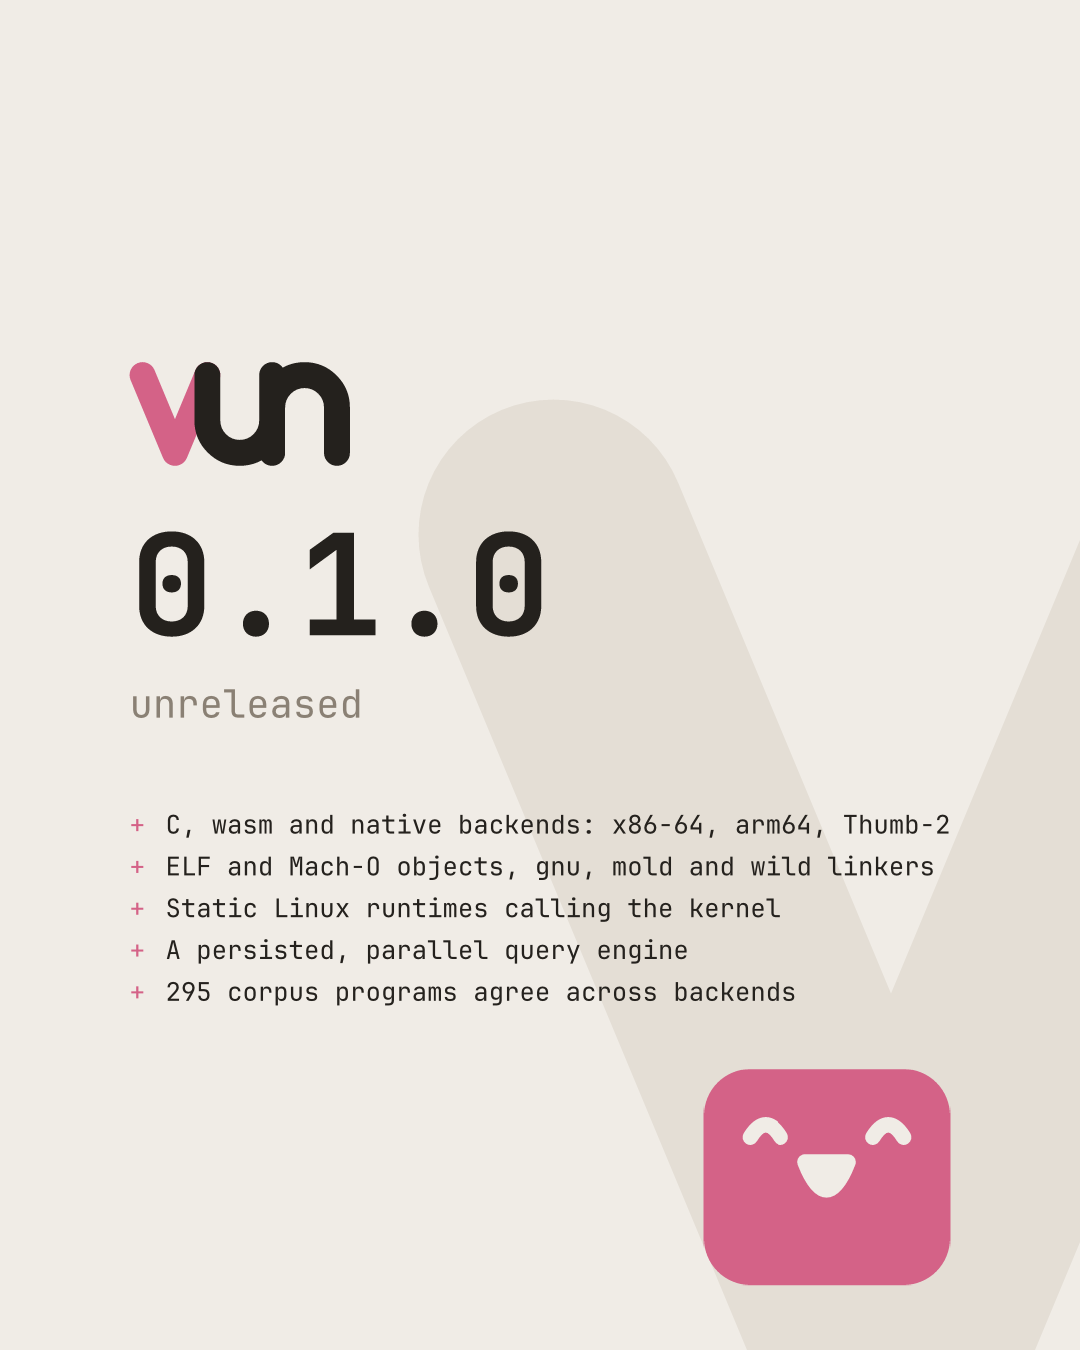 vun
0.1.0
unreleased
+ C, wasm and native backends: x86-64, arm64, Thumb-2
+ ELF and Mach-O objects, gnu, mold and wild linkers
+ Static Linux runtimes calling the kernel
+ A persisted, parallel query engine
+ 295 corpus programs agree across backends